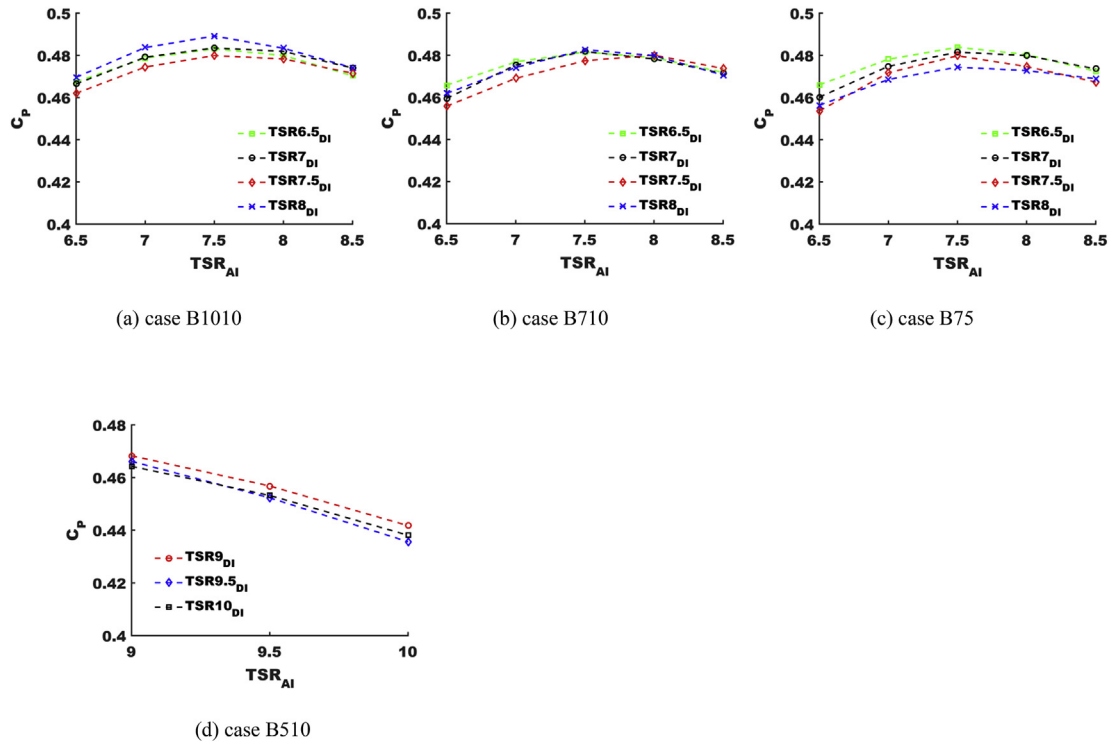 0.5
0.48
0.46
0.44
0.42
0.4
C_P
TSR6.5_DI
TSR7_DI
TSR7.5_DI
TSR8_DI
6.5 7 7.5 8 8.5
TSR_AI
(a) case B1010
0.5
0.48
0.46
0.44
0.42
0.4
C_P
TSR6.5_DI
TSR7_DI
TSR7.5_DI
TSR8_DI
6.5 7 7.5 8 8.5
TSR_AI
(b) case B710
0.5
0.48
0.46
0.44
0.42
0.4
C_P
TSR6.5_DI
TSR7_DI
TSR7.5_DI
TSR8_DI
6.5 7 7.5 8 8.5
TSR_AI
(c) case B75
0.48
0.46
0.44
0.42
0.4
C_P
TSR9_DI
TSR9.5_DI
TSR10_DI
9 9.5 10
TSR_AI
(d) case B510